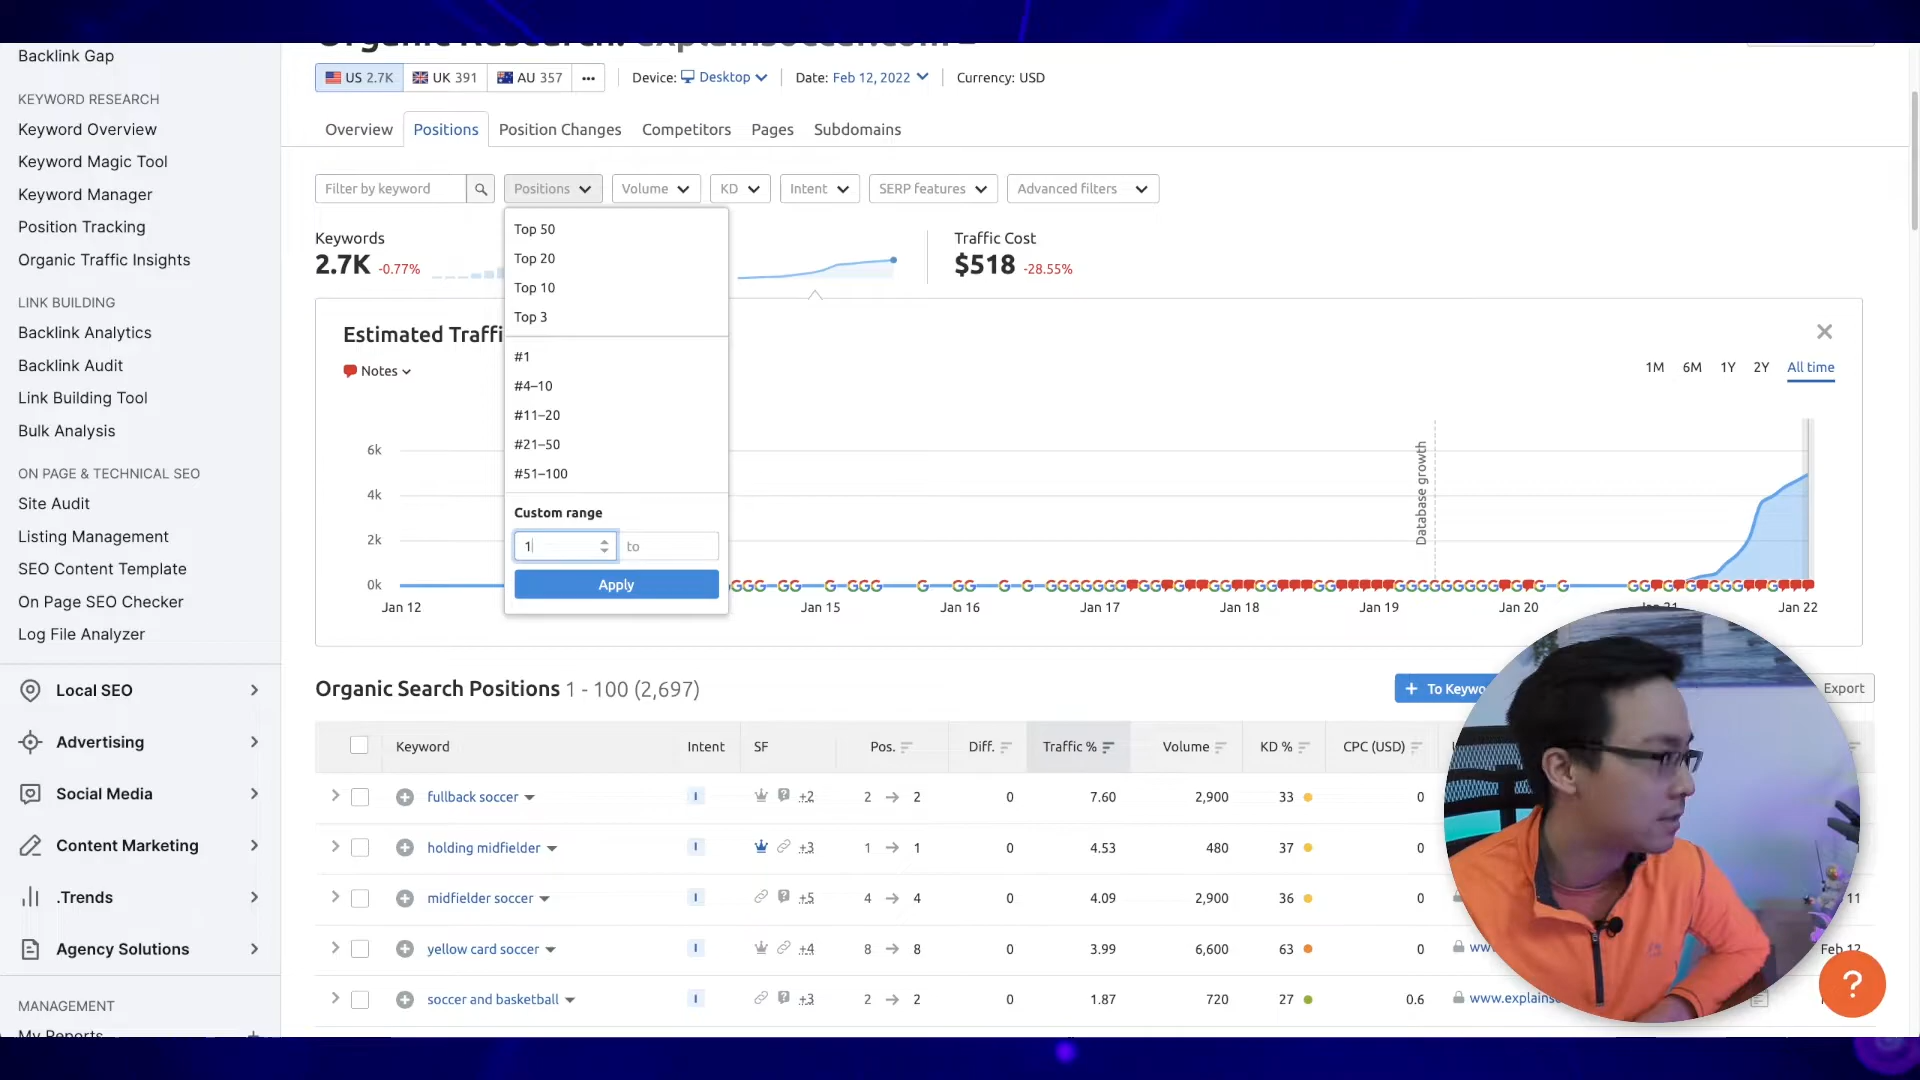 Backlink Gap
KEYWORD RESEARCH
Keyword Overview
Keyword Magic Tool
Keyword Manager
Position Tracking
Organic Traffic Insights
LINK BUILDING
Backlink Analytics
Backlink Audit
Link Building Tool
Bulk Analysis
ON PAGE & TECHNICAL SEO
Site Audit
Listing Management
SEO Content Template
On Page SEO Checker
Log File Analyzer
Local SEO
Advertising
Social Media
Content Marketing
.Trends
Agency Solutions
MANAGEMENT
My Reports
Organic Research: explainsoccer.com
US 2.7K UK 391 AU 357 ••• Device: Desktop Date: Feb 12, 2022 Currency: USD
Overview Positions Position Changes Competitors Pages Subdomains
Filter by keyword Positions Volume KD Intent SERP features Advanced filters
Top 50
Top 20
Top 10
Top 3
#1
#4–10
#11–20
#21–50
#51–100
Custom range
1 to
Apply
Keywords
2.7K -0.77%
Traffic Cost
$518 -28.55%
Estimated Traffi
Notes
1M 6M 1Y 2Y All time
6k
4k
2k
0k
Database growth
Jan 12 Jan 15 Jan 16 Jan 17 Jan 18 Jan 19 Jan 20 Jan 21 Jan 22
Organic Search Positions 1 - 100 (2,697)
+ To Keywo Export
Keyword Intent SF Pos. Diff. Traffic % Volume KD % CPC (USD)
fullback soccer I +2 2 → 2 0 7.60 2,900 33 0
holding midfielder I +3 1 → 1 0 4.53 480 37 0
midfielder soccer I +5 4 → 4 0 4.09 2,900 36 0 11
yellow card soccer I +4 8 → 8 0 3.99 6,600 63 0 ww Feb 12
soccer and basketball I +3 2 → 2 0 1.87 720 27 0.6 www.explains
?